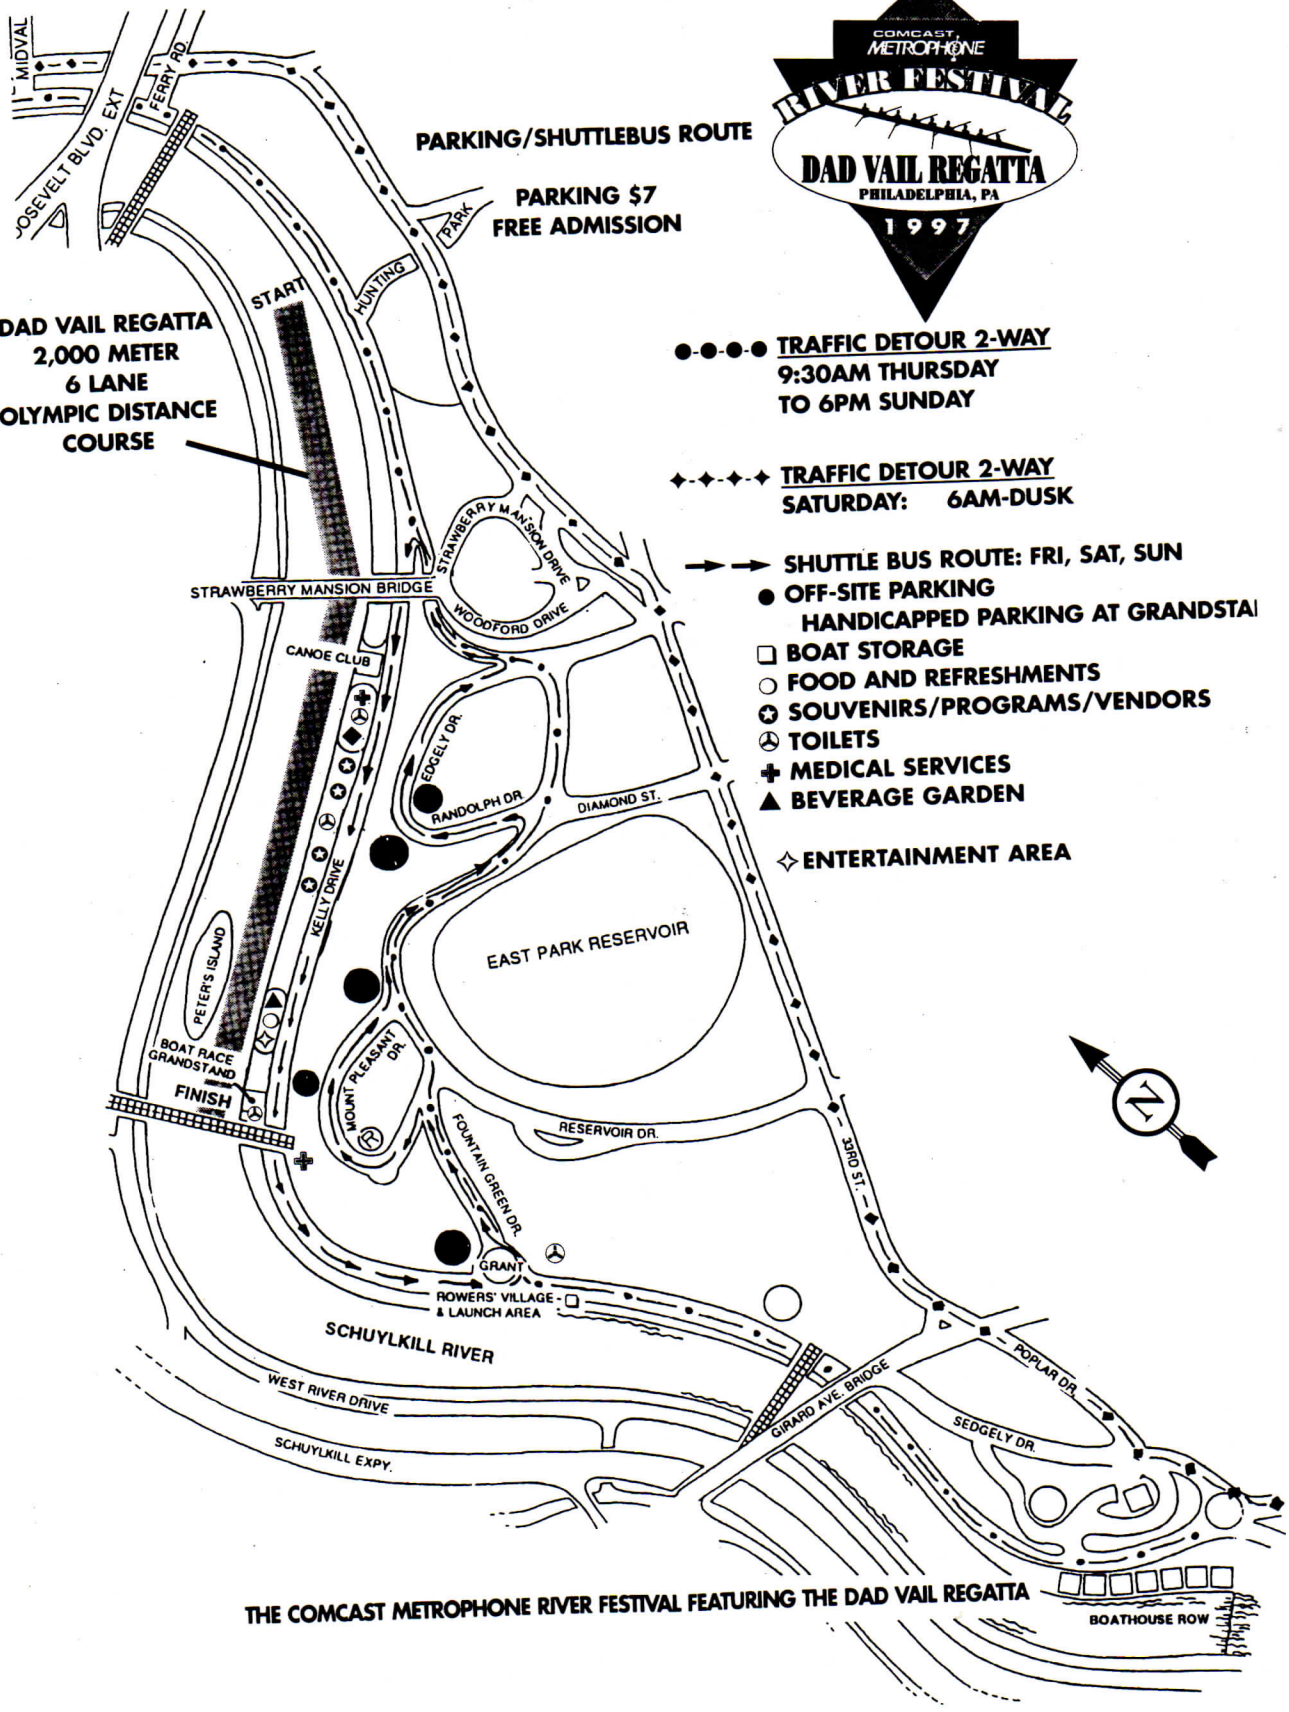 COMCAST
METROPHONE
RIVER FESTIVAL
DAD VAIL REGATTA
PHILADELPHIA, PA
1997
MIDVAL
FERRY RD.
OOSEVELT BLVD. EXT
PARKING/SHUTTLEBUS ROUTE
PARKING $7
FREE ADMISSION
PARK
HUNTING
START
DAD VAIL REGATTA
2,000 METER
6 LANE
OLYMPIC DISTANCE
COURSE
TRAFFIC DETOUR 2-WAY
9:30AM THURSDAY
TO 6PM SUNDAY
TRAFFIC DETOUR 2-WAY
SATURDAY: 6AM-DUSK
SHUTTLE BUS ROUTE: FRI, SAT, SUN
OFF-SITE PARKING
HANDICAPPED PARKING AT GRANDSTAI
BOAT STORAGE
FOOD AND REFRESHMENTS
SOUVENIRS/PROGRAMS/VENDORS
TOILETS
MEDICAL SERVICES
BEVERAGE GARDEN
ENTERTAINMENT AREA
STRAWBERRY MANSION DRIVE
STRAWBERRY MANSION BRIDGE
WOODFORD DRIVE
CANOE CLUB
EDGELY DR.
RANDOLPH DR.
DIAMOND ST.
KELLY DRIVE
EAST PARK RESERVOIR
PETER'S ISLAND
BOAT RACE
GRANDSTAND
FINISH
MOUNT PLEASANT
DR.
R
RESERVOIR DR.
FOUNTAIN GREEN DR.
33RD ST.
N
GRANT
ROWERS' VILLAGE
& LAUNCH AREA
SCHUYLKILL RIVER
WEST RIVER DRIVE
SCHUYLKILL EXPY.
GIRARD AVE. BRIDGE
POPLAR DR.
SEDGELY DR.
BOATHOUSE ROW
THE COMCAST METROPHONE RIVER FESTIVAL FEATURING THE DAD VAIL REGATTA